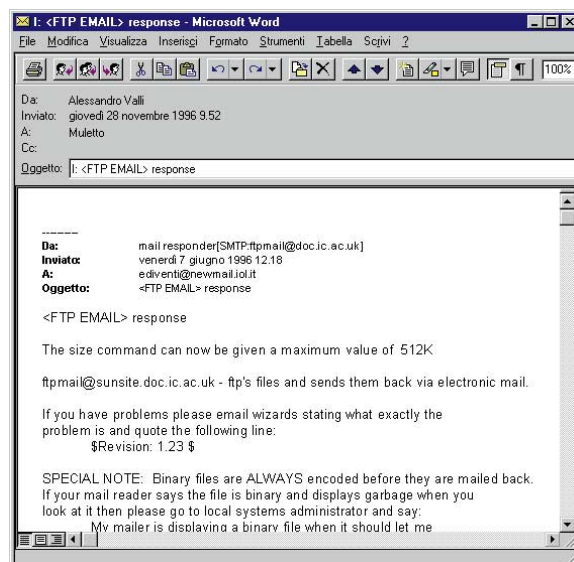 I: <FTP EMAIL> response - Microsoft Word
File Modifica Visualizza Inserisci Formato Strumenti Tabella Scrivi ?
100%
Da: Alessandro Valli
Inviato: giovedì 28 novembre 1996 9.52
A: Muletto
Cc:
Oggetto: I: <FTP EMAIL> response
------
Da: mail responder[SMTP:ftpmail@doc.ic.ac.uk]
Inviato: venerdì 7 giugno 1996 12.18
A: ediventi@newmail.iol.it
Oggetto: <FTP EMAIL> response
<FTP EMAIL> response
The size command can now be given a maximum value of 512K
ftpmail@sunsite.doc.ic.ac.uk - ftp's files and sends them back via electronic mail.
If you have problems please email wizards stating what exactly the
problem is and quote the following line:
$Revision: 1.23 $
SPECIAL NOTE: Binary files are ALWAYS encoded before they are mailed back.
If your mail reader says the file is binary and displays garbage when you
look at it then please go to local systems administrator and say:
My mailer is displaying a binary file when it should let me